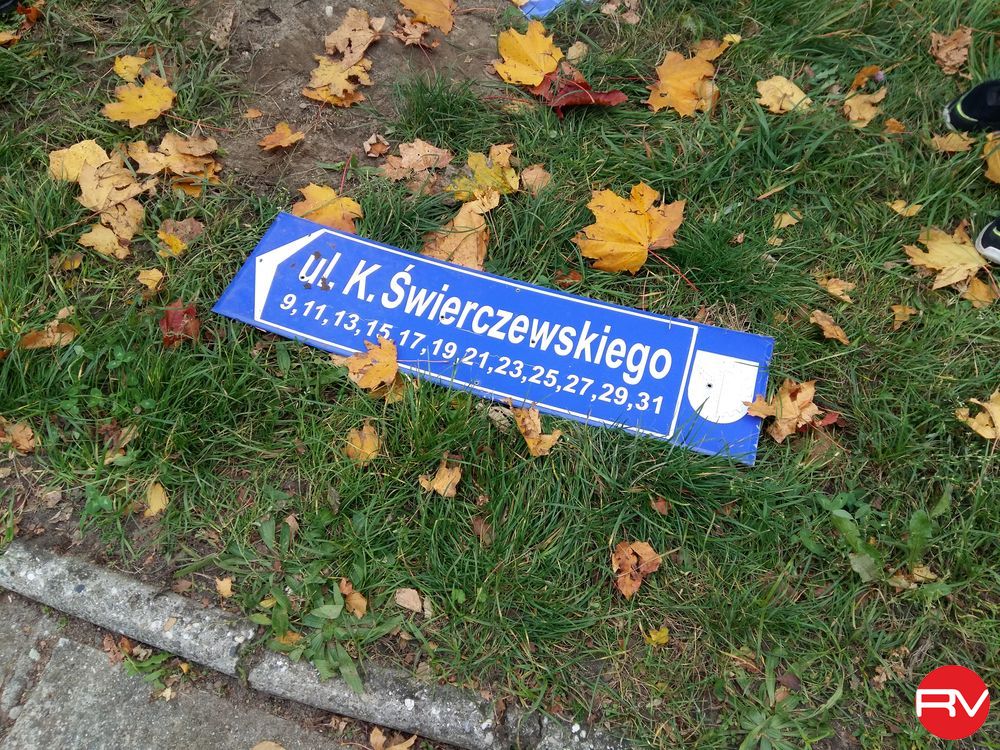 ul. K. Świerczewskiego
9,11,13,15,17,19,21,23,25,27,29,31
RV